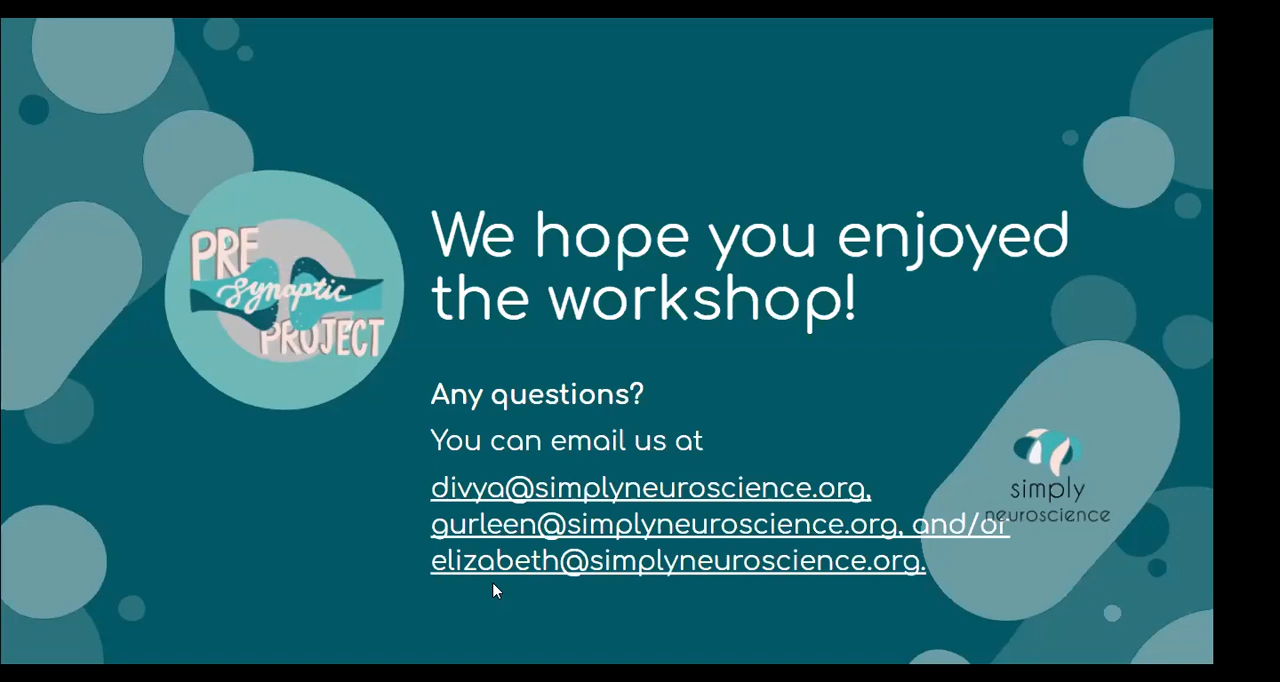 PRE
Synaptic
PROJECT
We hope you enjoyed
the workshop!
Any questions?
You can email us at
divya@simplyneuroscience.org,
gurleen@simplyneuroscience.org, and/or
elizabeth@simplyneuroscience.org.
simply
neuroscience